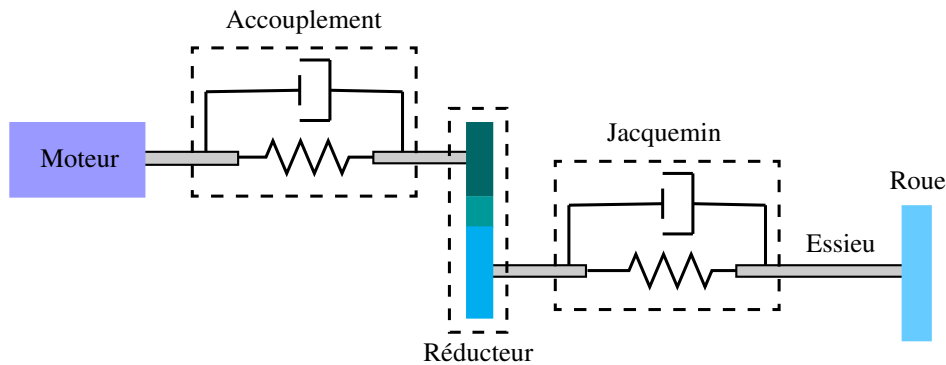 Accouplement
Moteur
Jacquemin
Roue
Essieu
Réducteur